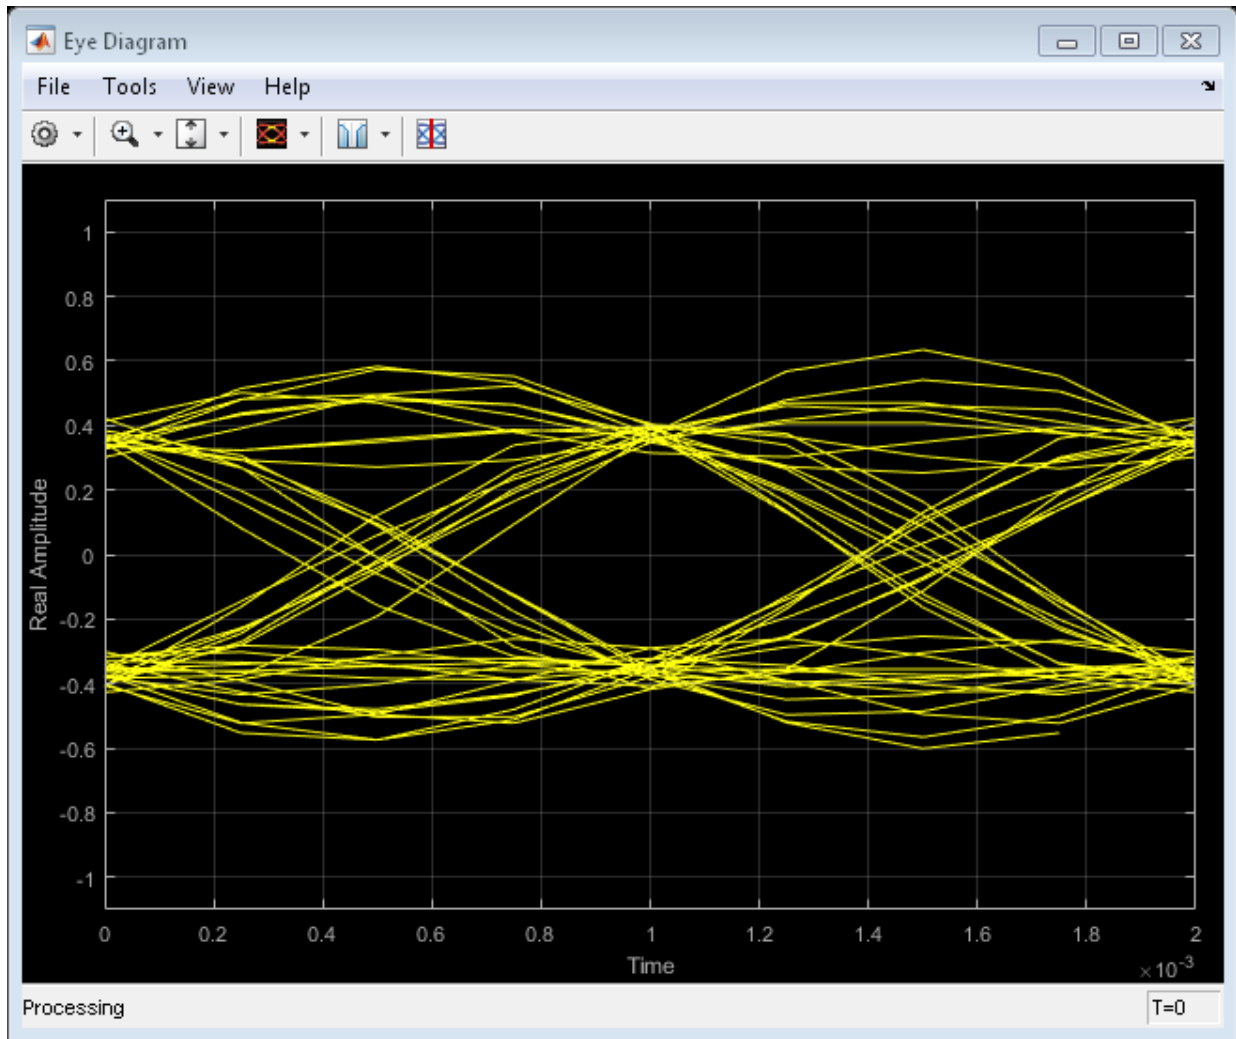 Eye Diagram
File Tools View Help
1
0.8
0.6
0.4
0.2
0
-0.2
-0.4
-0.6
-0.8
-1
Real Amplitude
0 0.2 0.4 0.6 0.8 1 1.2 1.4 1.6 1.8 2
Time
×10⁻³
Processing T=0